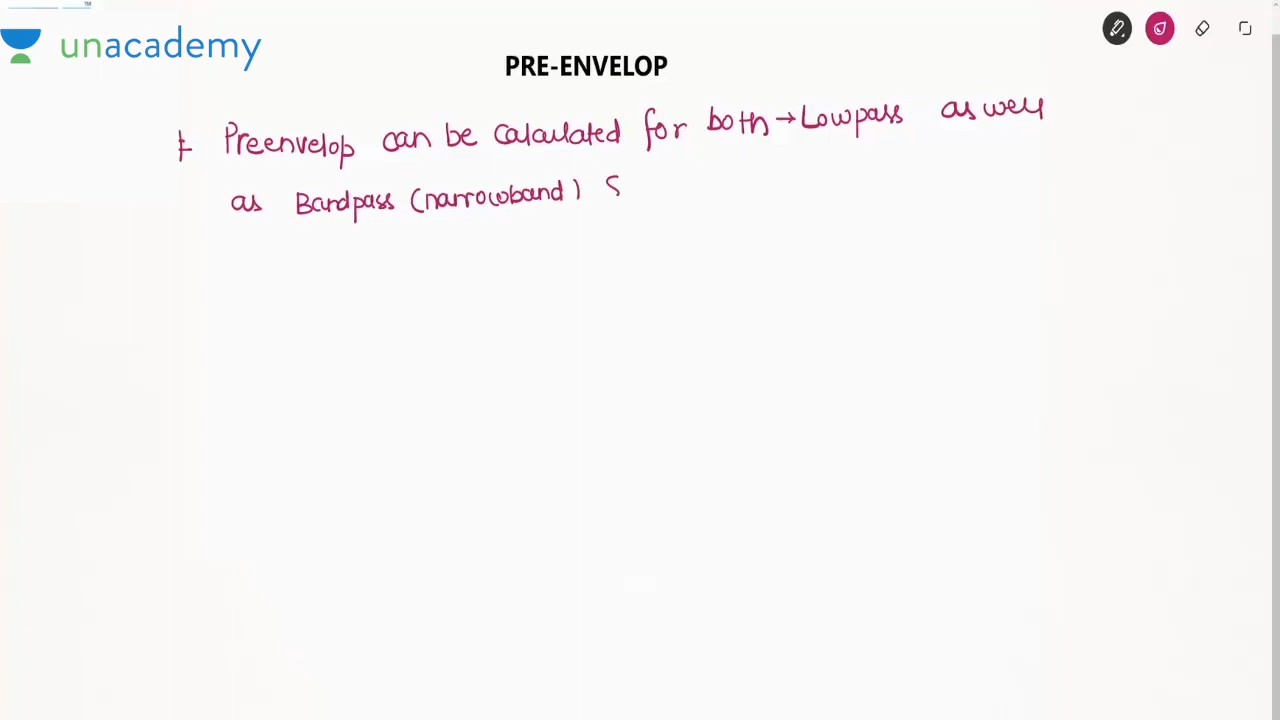 unacademy
PRE-ENVELOP
Preenvelop can be calculated for both → Lowpass as well
as Bandpass (narrowband) S